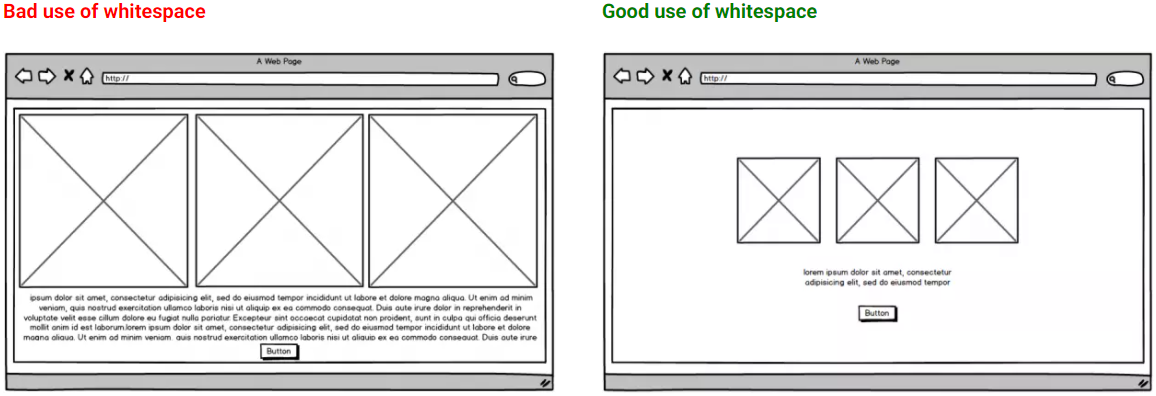 Bad use of whitespace
A Web Page
http://
ipsum dolor sit amet, consectetur adipisicing elit, sed do eiusmod tempor incididunt ut labore et dolore magna aliqua. Ut enim ad minim
veniam, quis nostrud exercitation ullamco laboris nisi ut aliquip ex ea commodo consequat. Duis aute irure dolor in reprehenderit in
voluptate velit esse cillum dolore eu fugiat nulla pariatur. Excepteur sint occaecat cupidatat non proident, sunt in culpa qui officia deserunt
mollit anim id est laborum.lorem ipsum dolor sit amet, consectetur adipisicing elit, sed do eiusmod tempor incididunt ut labore et dolore
magna aliqua. Ut enim ad minim veniam, quis nostrud exercitation ullamco laboris nisi ut aliquip ex ea commodo consequat. Duis aute irure
Button
Good use of whitespace
A Web Page
http://
lorem ipsum dolor sit amet, consectetur
adipisicing elit, sed do eiusmod tempor
Button